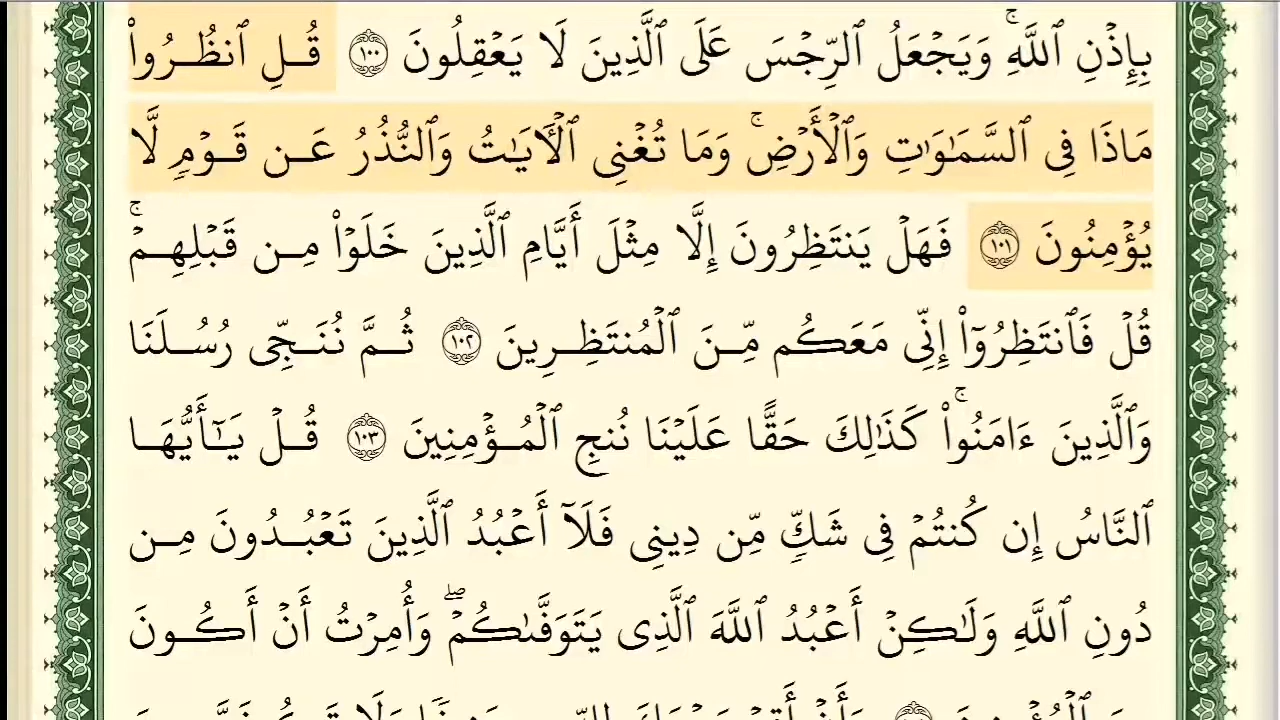 بِإِذْنِ ٱللَّهِۚ وَيَجْعَلُ ٱلرِّجْسَ عَلَى ٱلَّذِينَ لَا يَعْقِلُونَ ١٠٠ قُلِ ٱنظُرُوا۟
مَاذَا فِى ٱلسَّمَـٰوَٰتِ وَٱلْأَرْضِۚ وَمَا تُغْنِى ٱلْـَٔايَـٰتُ وَٱلنُّذُرُ عَن قَوْمٍ لَّا
يُؤْمِنُونَ ١٠١ فَهَلْ يَنتَظِرُونَ إِلَّا مِثْلَ أَيَّامِ ٱلَّذِينَ خَلَوْا۟ مِن قَبْلِهِمْۚ
قُلْ فَٱنتَظِرُوٓا۟ إِنِّى مَعَكُم مِّنَ ٱلْمُنتَظِرِينَ ١٠٢ ثُمَّ نُنَجِّى رُسُلَنَا
وَٱلَّذِينَ ءَامَنُوا۟ۚ كَذَٰلِكَ حَقًّا عَلَيْنَا نُنجِ ٱلْمُؤْمِنِينَ ١٠٣ قُلْ يَـٰٓأَيُّهَا
ٱلنَّاسُ إِن كُنتُمْ فِى شَكٍّ مِّن دِينِى فَلَآ أَعْبُدُ ٱلَّذِينَ تَعْبُدُونَ مِن
دُونِ ٱللَّهِ وَلَـٰكِنْ أَعْبُدُ ٱللَّهَ ٱلَّذِى يَتَوَفَّىٰكُمْۖ وَأُمِرْتُ أَنْ أَكُونَ